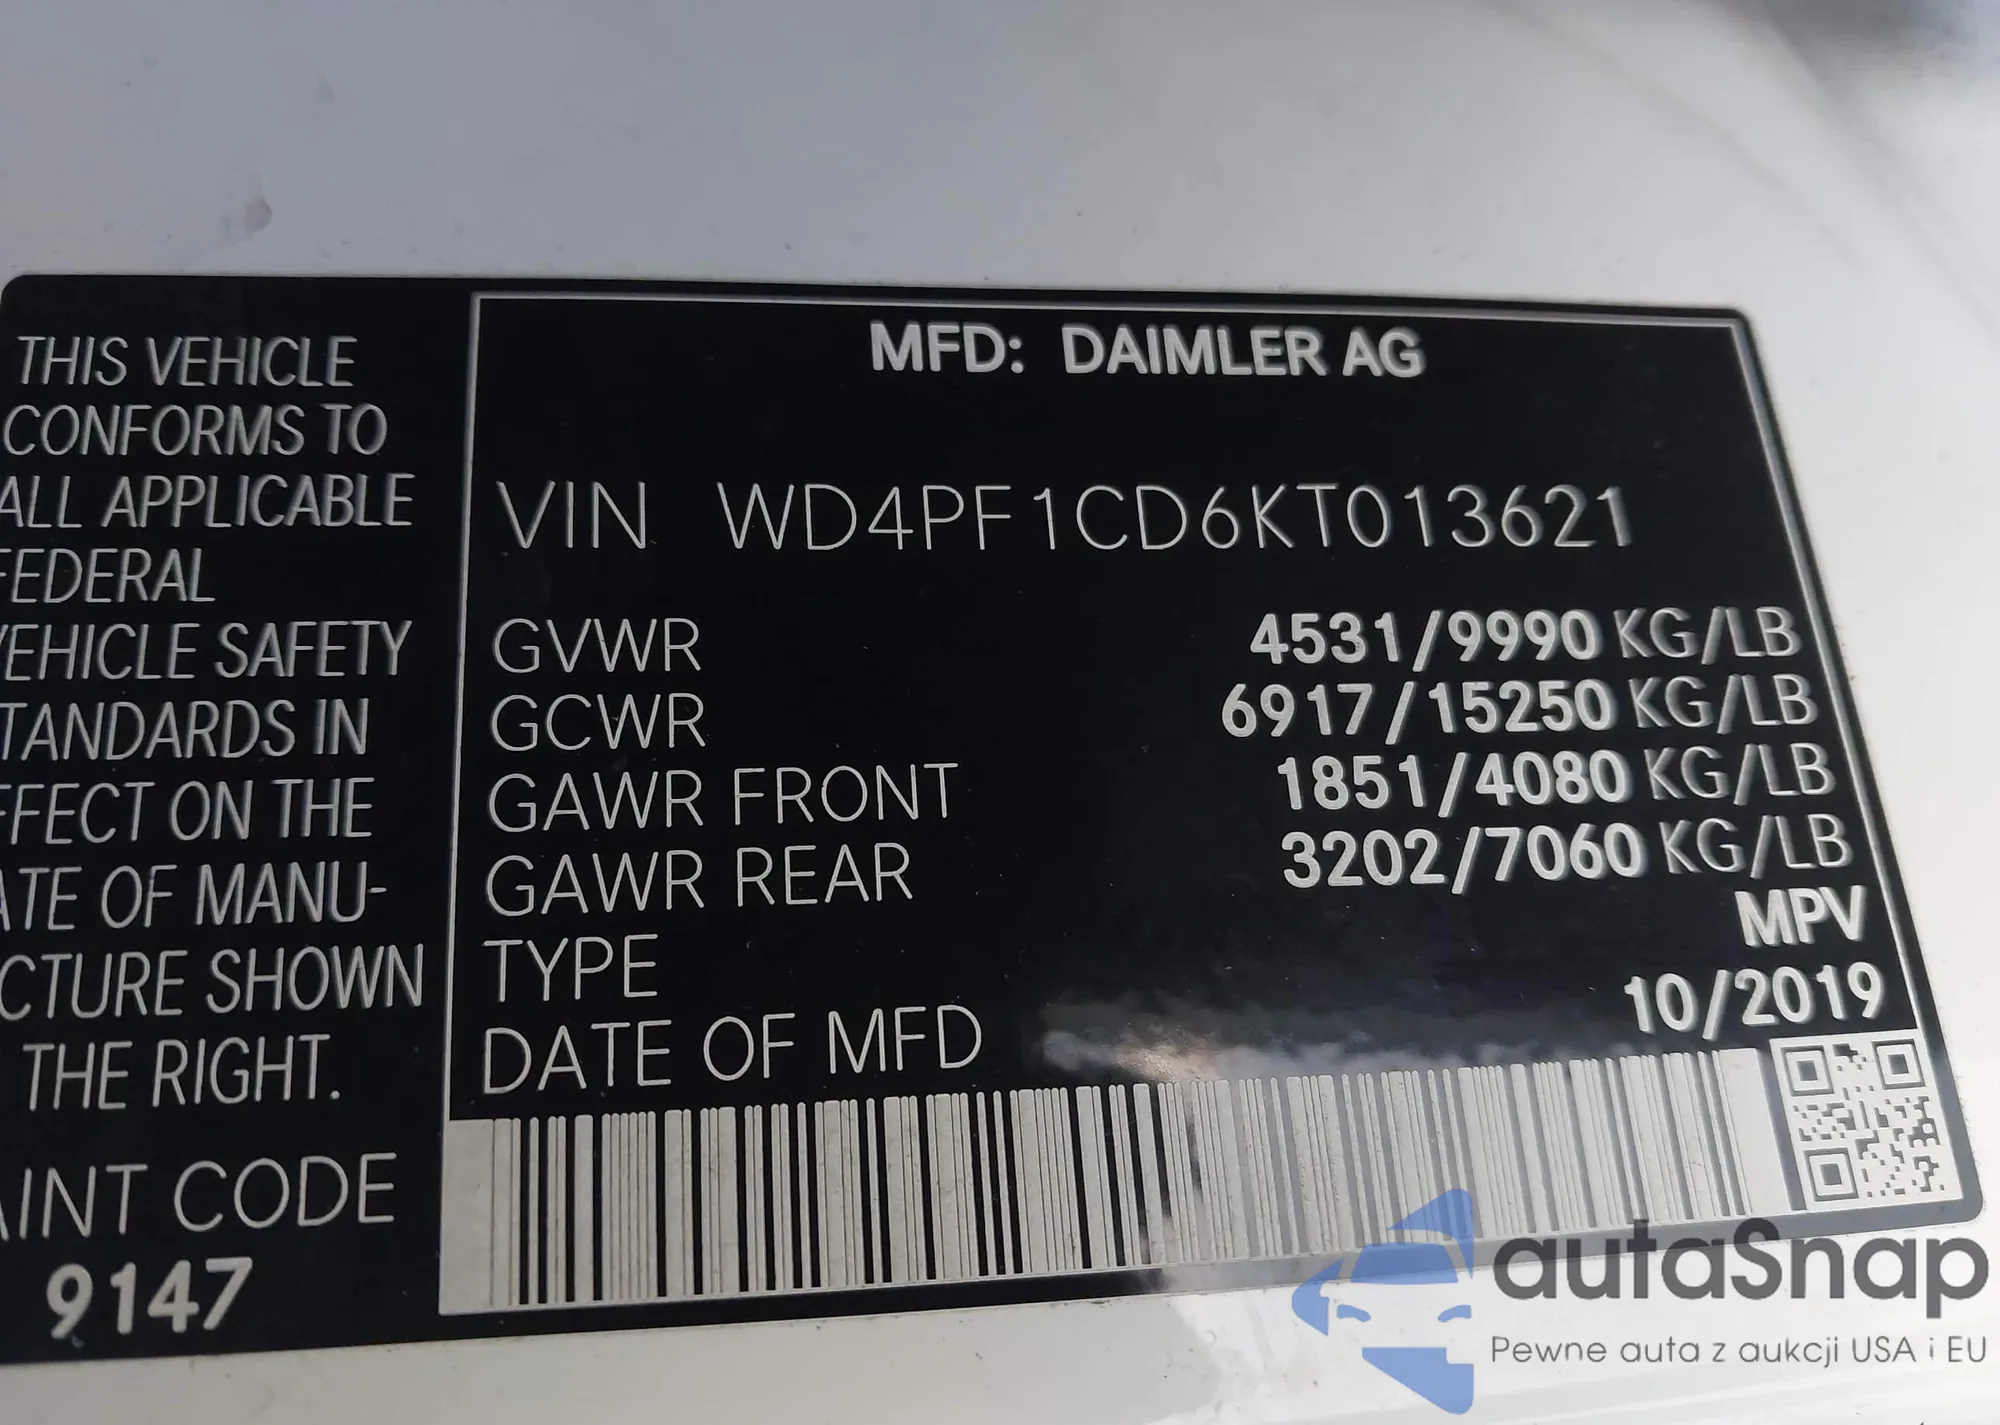 THIS VEHICLE
CONFORMS TO
ALL APPLICABLE
FEDERAL
VEHICLE SAFETY
TANDARDS IN
FFECT ON THE
ATE OF MANU-
CTURE SHOWN
THE RIGHT.
AINT CODE
9147
MFD: DAIMLER AG
VIN WD4PF1CD6KT013621
GVWR 4531/9990 KG/LB
GCWR 6917/15250 KG/LB
GAWR FRONT 1851/4080 KG/LB
GAWR REAR 3202/7060 KG/LB
TYPE MPV
DATE OF MFD 10/2019
autaSnap
Pewne auta z aukcji USA i EU